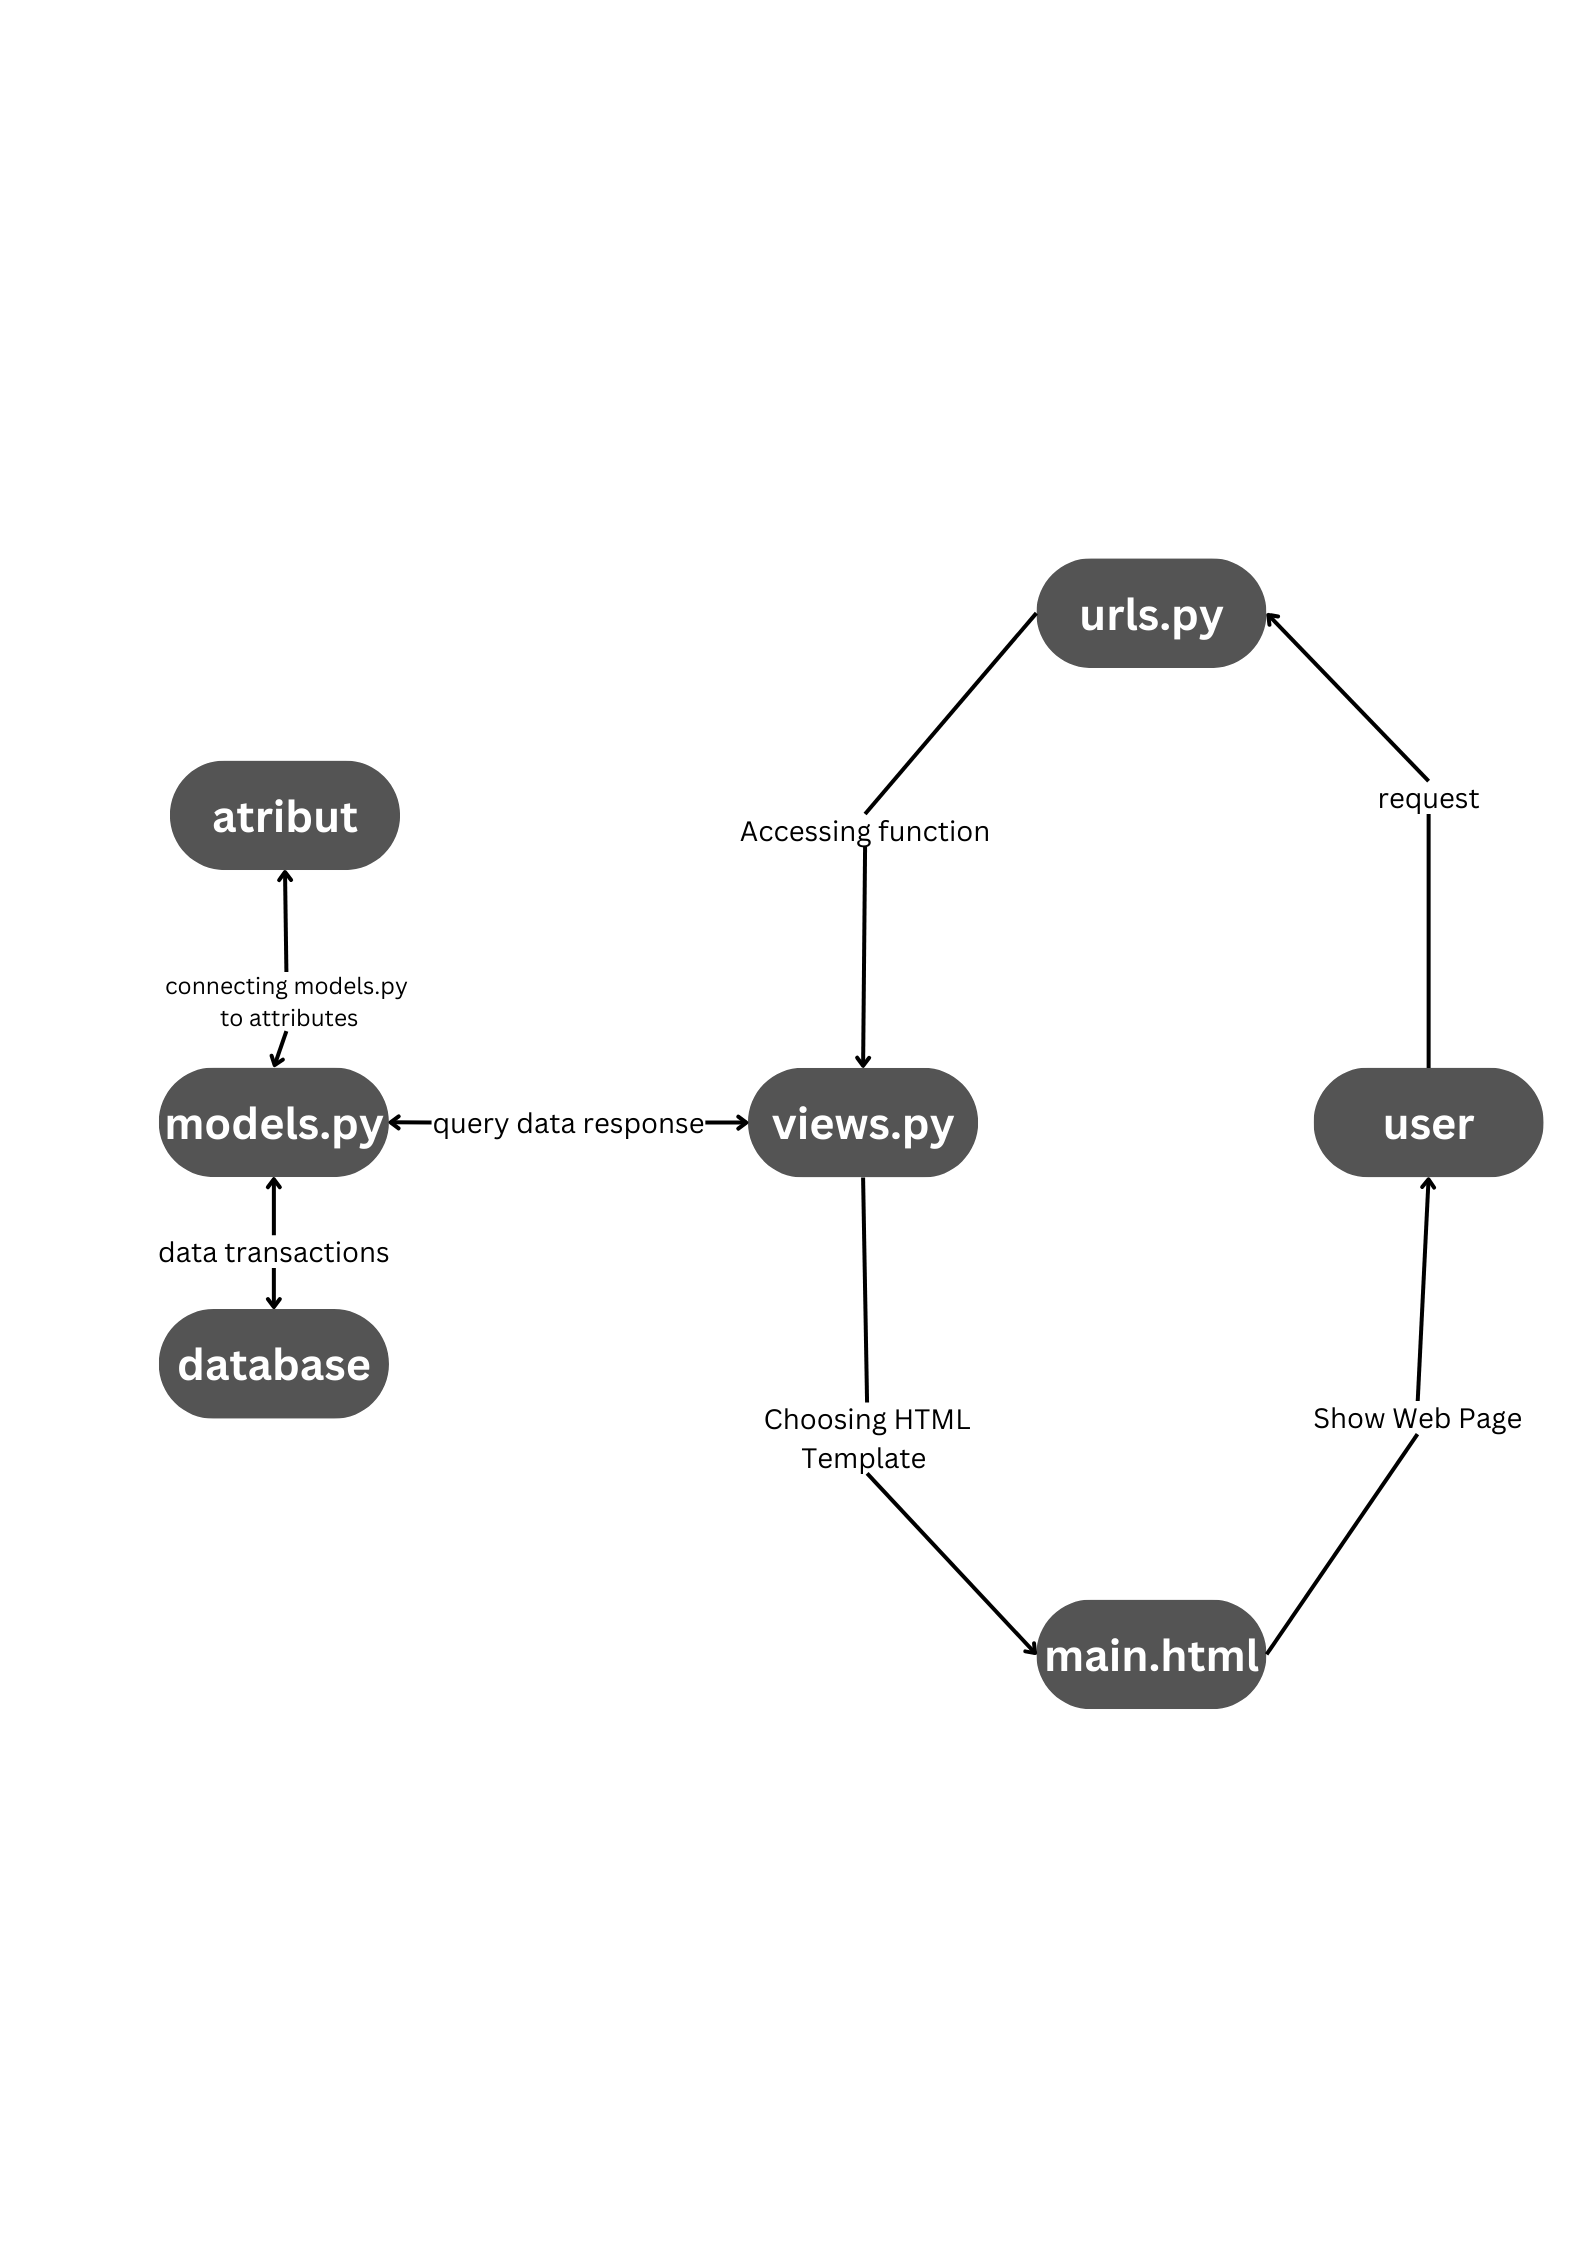 urls.py
request
atribut
Accessing function
connecting models.py
to attributes
models.py
query data response
views.py
user
data transactions
database
Choosing HTML
Template
Show Web Page
main.html